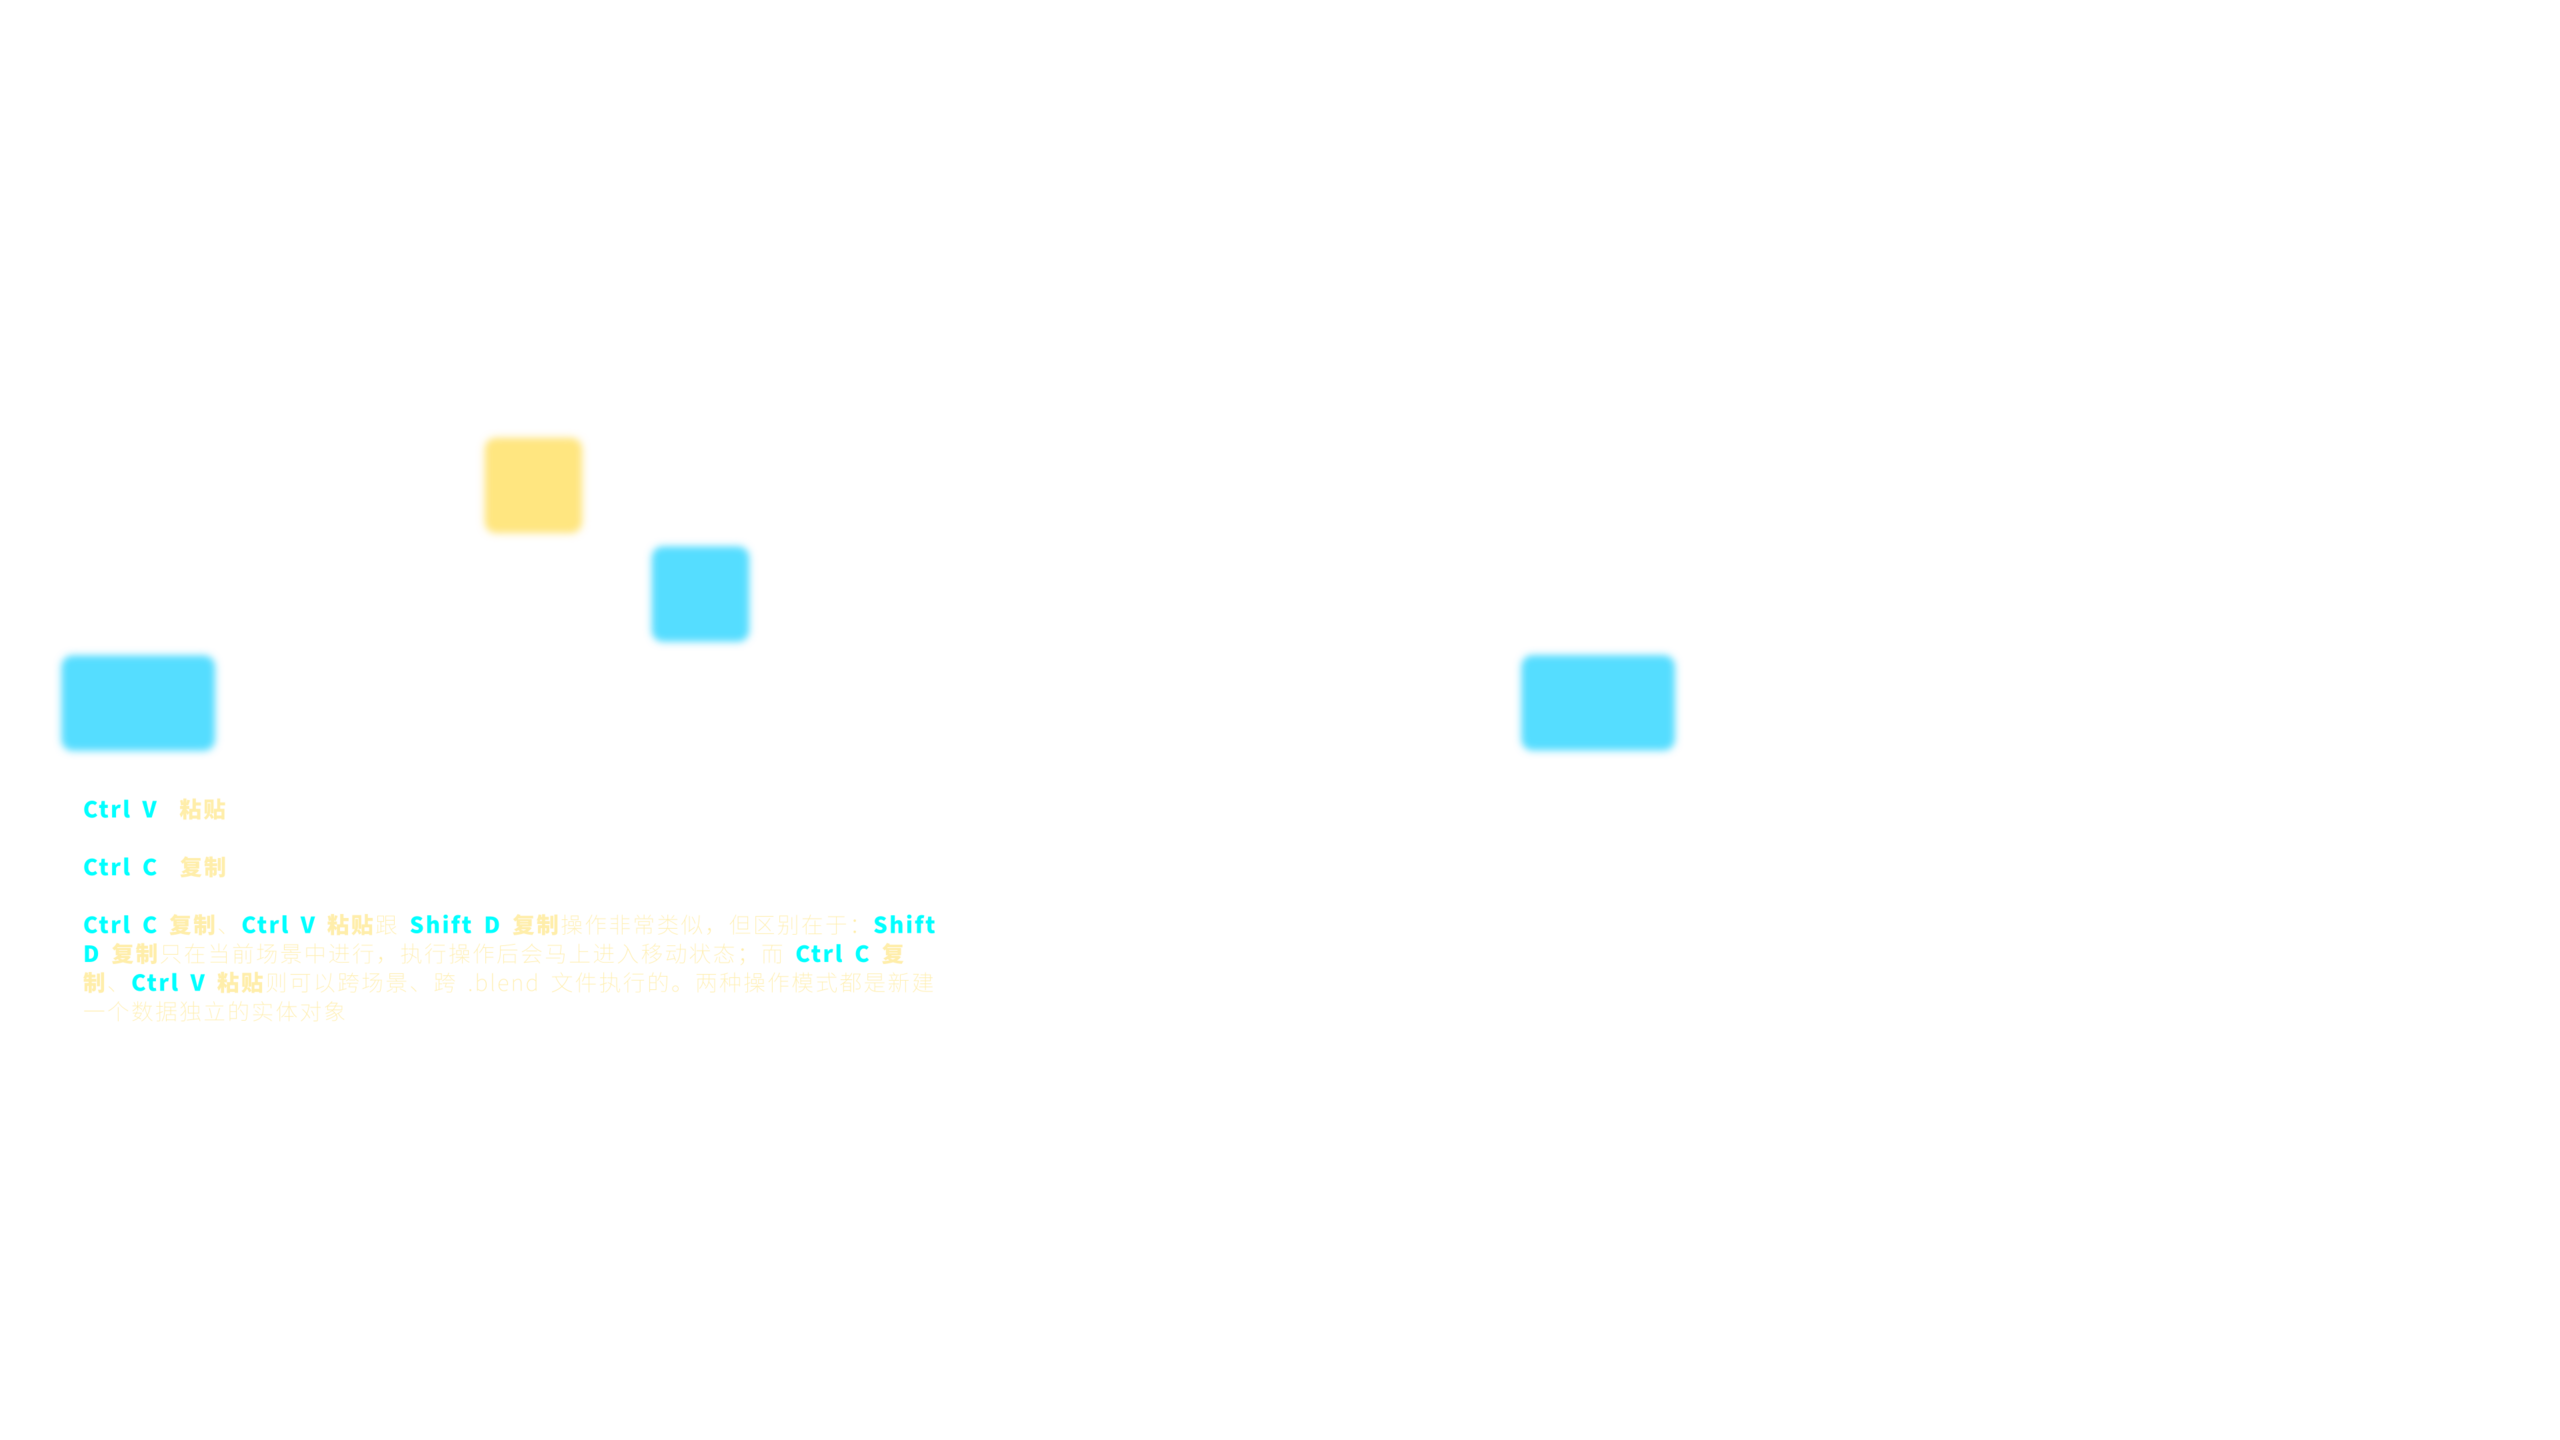 Ctrl V 粘贴
Ctrl C 复制
Ctrl C 复制、Ctrl V 粘贴跟 Shift D 复制操作非常类似，但区别在于：Shift
D 复制只在当前场景中进行，执行操作后会马上进入移动状态；而 Ctrl C 复
制、Ctrl V 粘贴则可以跨场景、跨 .blend 文件执行的。两种操作模式都是新建
一个数据独立的实体对象